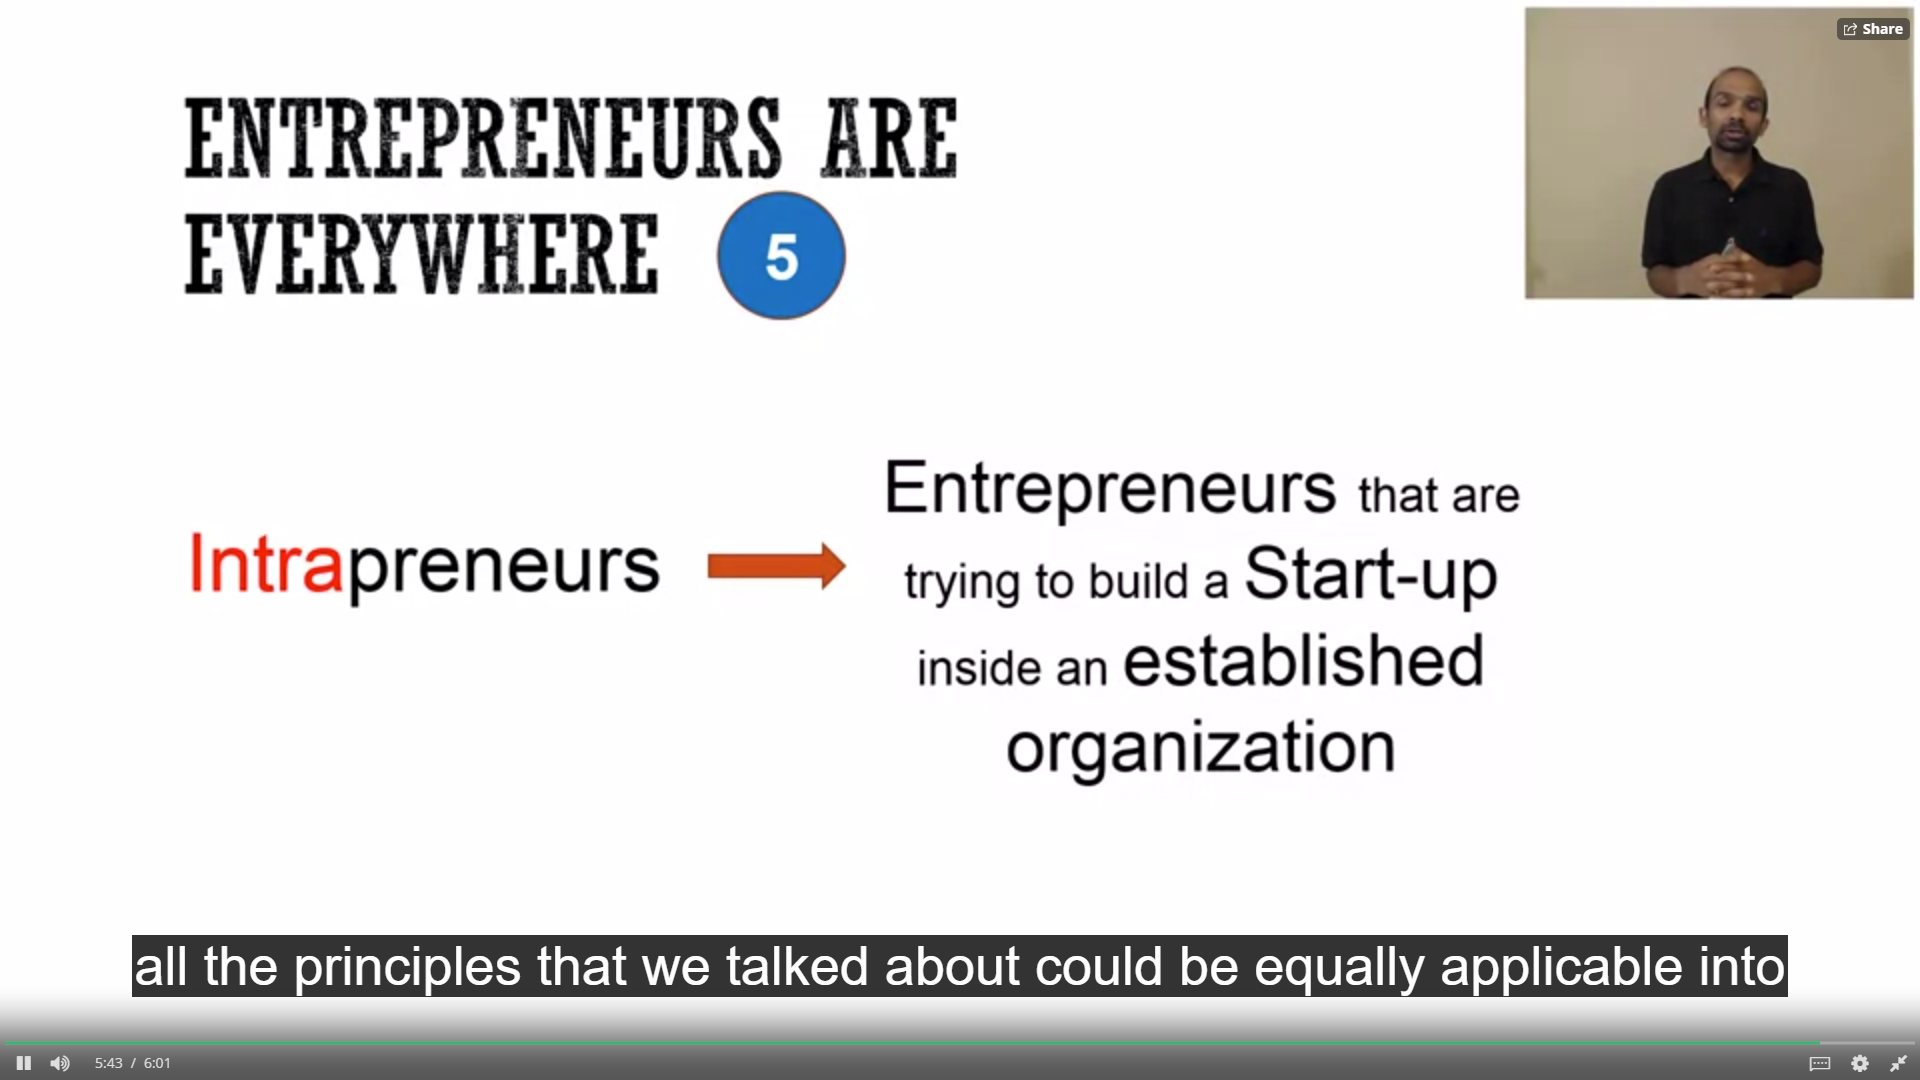 Share
ENTREPRENEURS ARE
EVERYWHERE
5
Intrapreneurs
Entrepreneurs that are
trying to build a Start-up
inside an established
organization
all the principles that we talked about could be equally applicable into
5:43 / 6:01